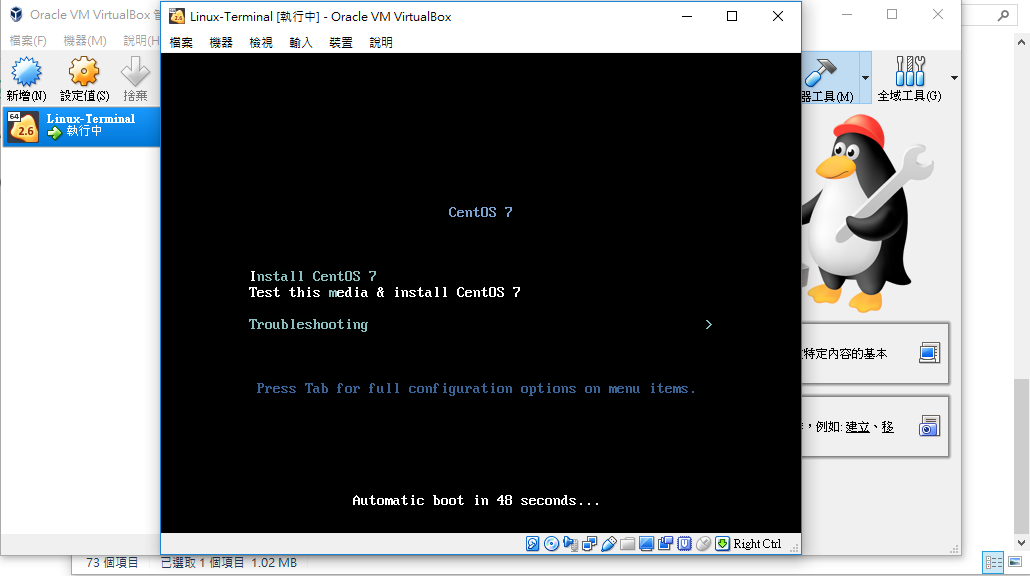 Oracle VM VirtualBox 管
檔案(F) 機器(M) 說明(H
新增(N) 設定值(S) 捨棄
64
2.6
Linux-Terminal
執行中
Linux-Terminal [執行中] - Oracle VM VirtualBox
檔案 機器 檢視 輸入 裝置 說明
CentOS 7
Install CentOS 7
Test this media & install CentOS 7
Troubleshooting >
Press Tab for full configuration options on menu items.
Automatic boot in 48 seconds...
Right Ctrl
器工具(M) 全域工具(G)
特定內容的基本
，例如: 建立、移
73 個項目 已選取 1 個項目 1.02 MB